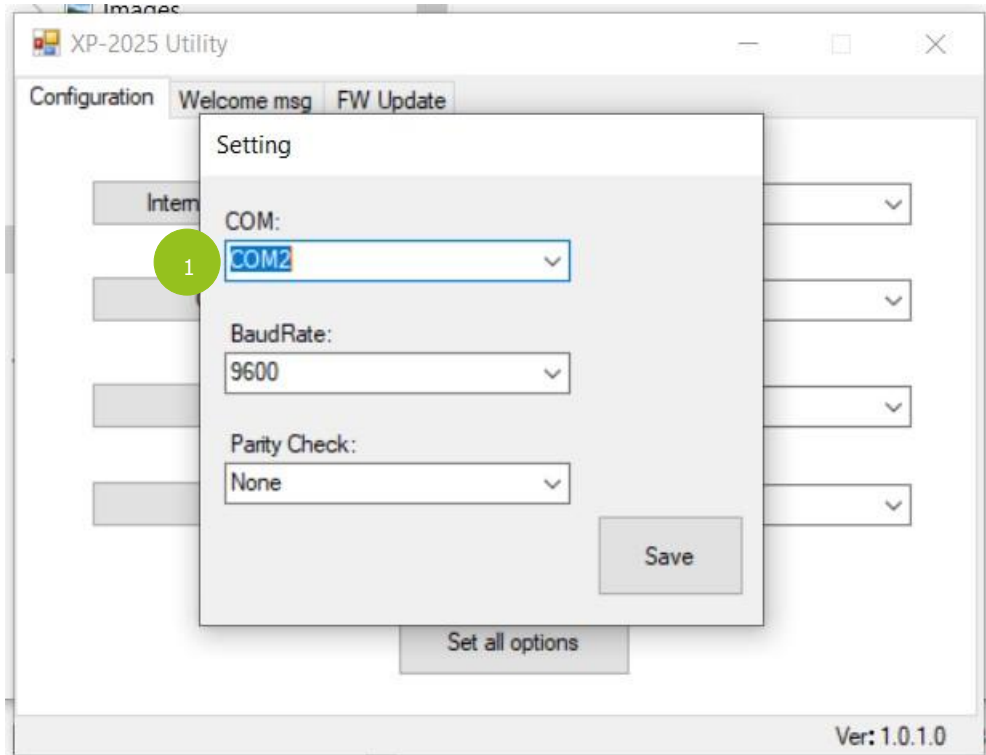 Images
XP-2025 Utility
Configuration Welcome msg FW Update
Setting
Intern
COM:
1
COM2
BaudRate:
9600
Parity Check:
None
Save
Set all options
Ver: 1.0.1.0